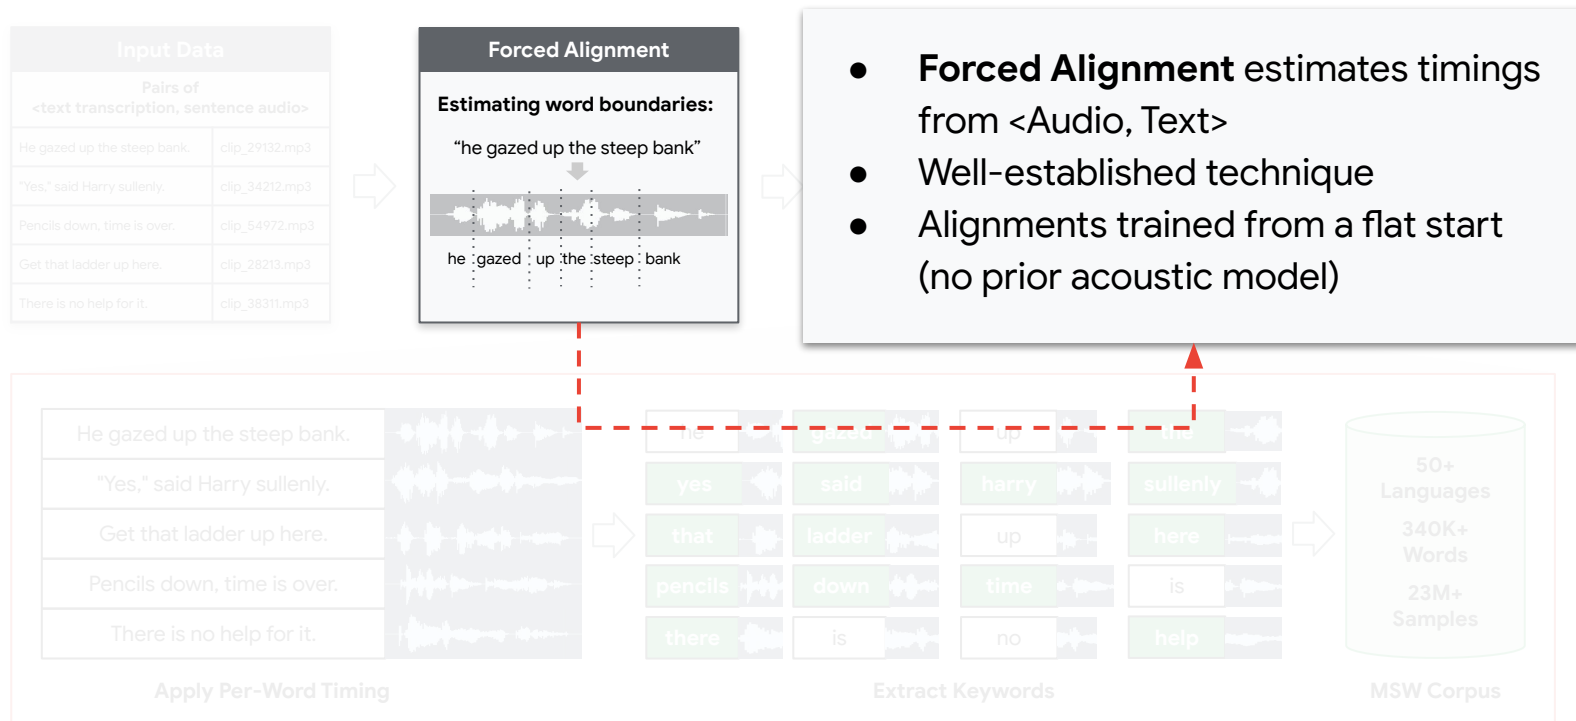 Input Data
Pairs of
<text transcription, sentence audio>
He gazed up the steep bank. clip_29132.mp3
"Yes," said Harry sullenly. clip_34212.mp3
Pencils down, time is over. clip_54972.mp3
Get that ladder up here. clip_28213.mp3
There is no help for it. clip_38311.mp3
Forced Alignment
Estimating word boundaries:
“he gazed up the steep bank”
he gazed up the steep bank
● Forced Alignment estimates timings
from <Audio, Text>
● Well-established technique
● Alignments trained from a flat start
(no prior acoustic model)
He gazed up the steep bank.
"Yes," said Harry sullenly.
Get that ladder up here.
Pencils down, time is over.
There is no help for it.
Apply Per-Word Timing
he gazed up the
yes said harry sullenly
that ladder up here
pencils down time is
there is no help
Extract Keywords
50+
Languages
340K+
Words
23M+
Samples
MSW Corpus